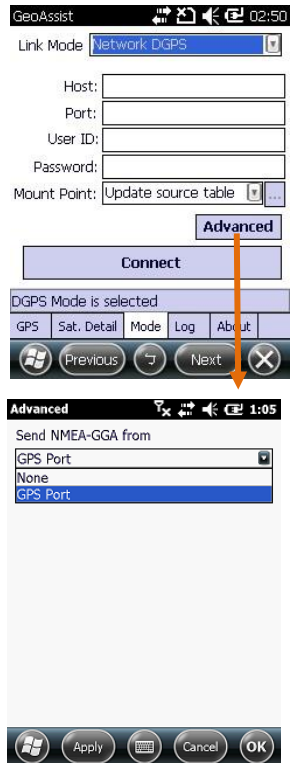 GeoAssist 02:50
Link Mode Network DGPS
Host:
Port:
User ID:
Password:
Mount Point: Update source table ...
Advanced
Connect
DGPS Mode is selected
GPS Sat. Detail Mode Log About
Previous Next
Advanced 1:05
Send NMEA-GGA from
GPS Port
None
GPS Port
Apply Cancel OK